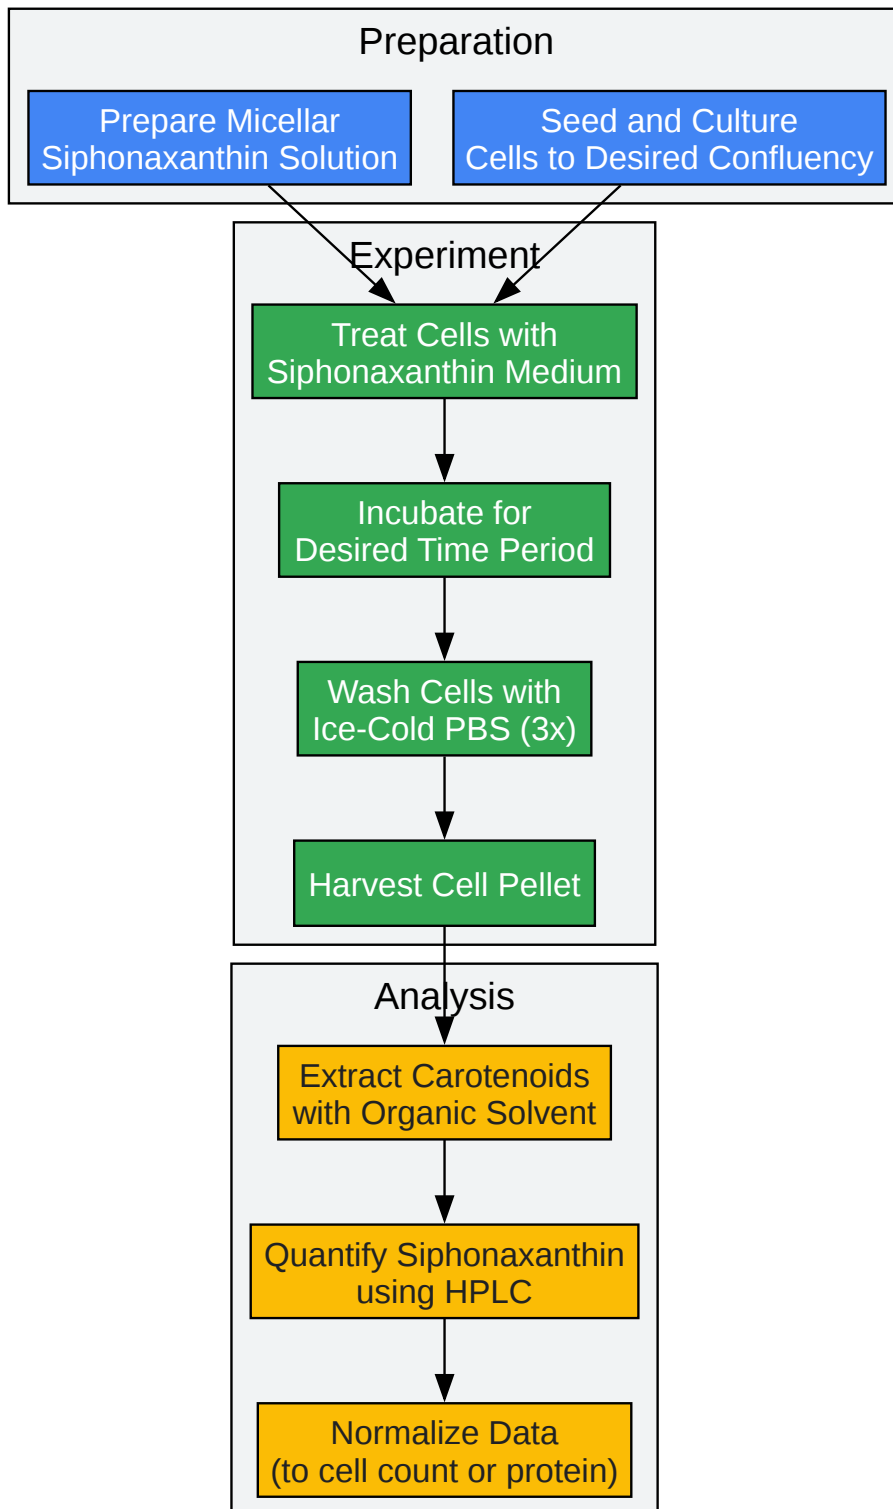 Preparation
Prepare Micellar
Siphonaxanthin Solution
Seed and Culture
Cells to Desired Confluency
Experiment
Treat Cells with
Siphonaxanthin Medium
Incubate for
Desired Time Period
Wash Cells with
Ice-Cold PBS (3x)
Harvest Cell Pellet
Analysis
Extract Carotenoids
with Organic Solvent
Quantify Siphonaxanthin
using HPLC
Normalize Data
(to cell count or protein)